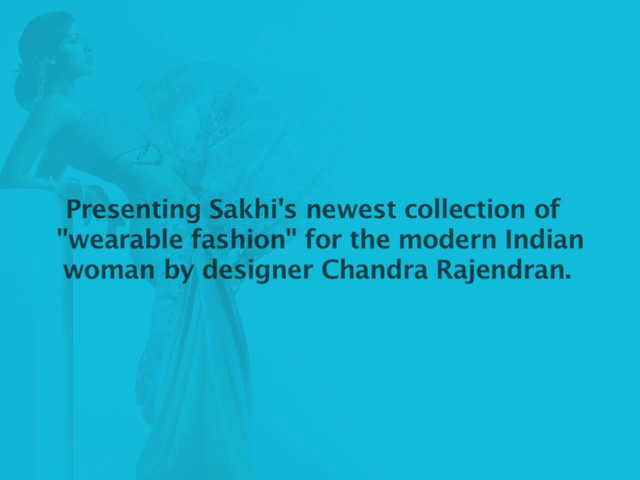 Presenting Sakhi's newest collection of
"wearable fashion" for the modern Indian
woman by designer Chandra Rajendran.